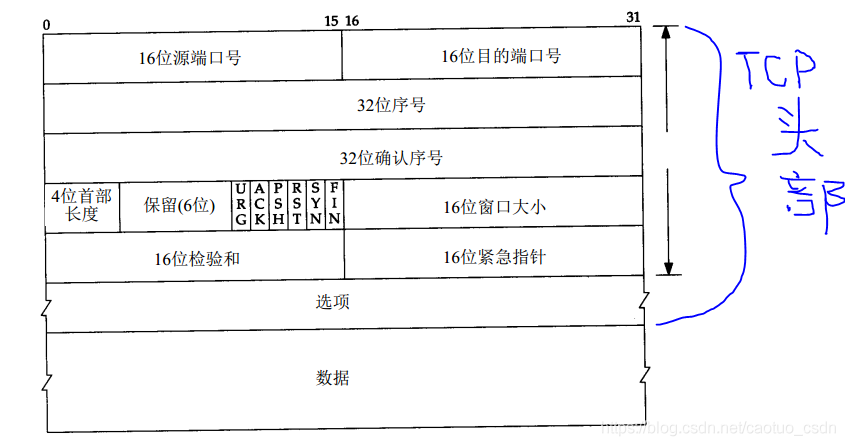 0 15 16 31
16位源端口号 16位目的端口号
32位序号
32位确认序号
4位首部长度 保留(6位) URG ACK PSH RST SYN FIN 16位窗口大小
16位检验和 16位紧急指针
选项
数据
TCP
头
部
https://blog.csdn.net/caotuo_csdn